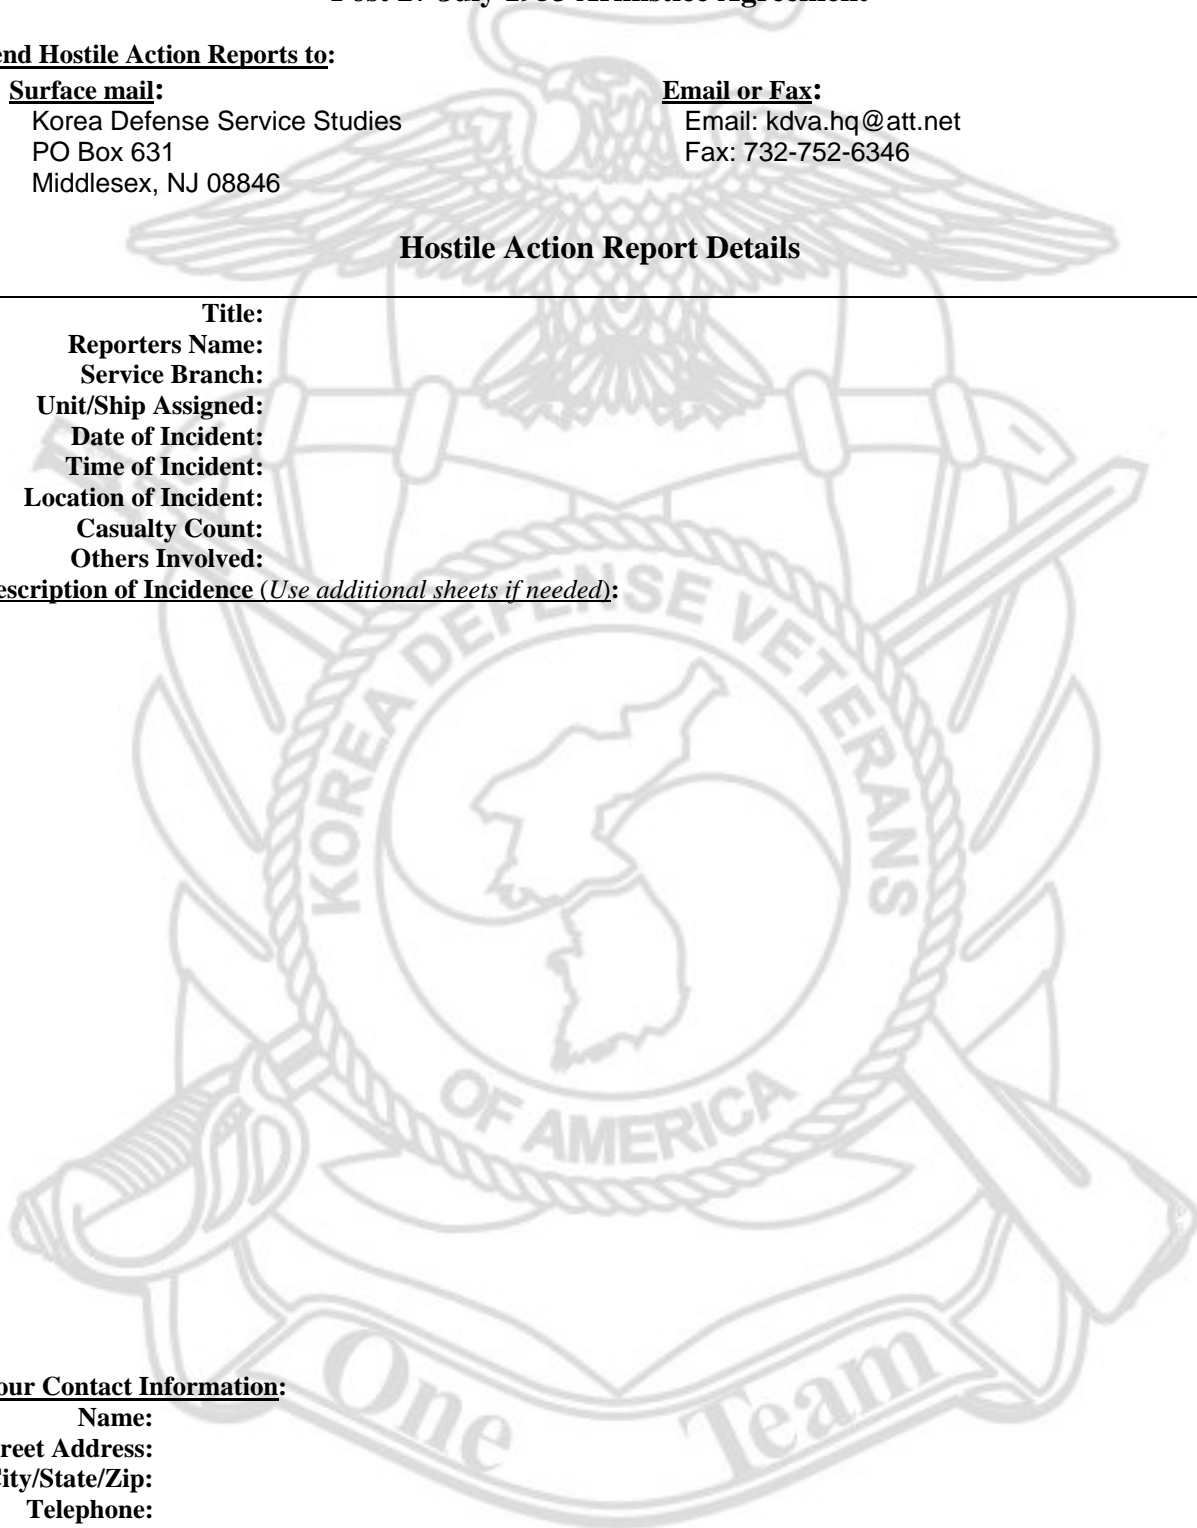 Post 27 July 1953 Armistice Agreement
end Hostile Action Reports to:
Surface mail: Email or Fax:
Korea Defense Service Studies Email: kdva.hq@att.net
PO Box 631 Fax: 732-752-6346
Middlesex, NJ 08846
Hostile Action Report Details
Title:
Reporters Name:
Service Branch:
Unit/Ship Assigned:
Date of Incident:
Time of Incident:
Location of Incident:
Casualty Count:
Others Involved:
escription of Incidence (Use additional sheets if needed):
KOREA DEFENSE VETERANS
OF AMERICA
One Team
our Contact Information:
Name:
reet Address:
City/State/Zip:
Telephone: